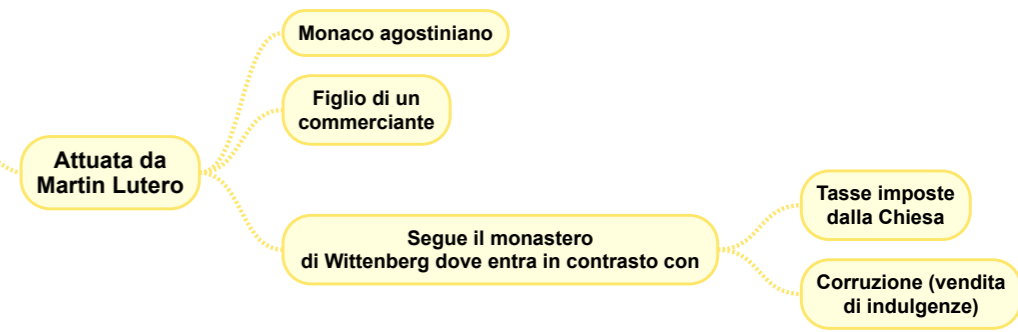 Monaco agostiniano
Figlio di un
commerciante
Attuata da
Martin Lutero
Segue il monastero
di Wittenberg dove entra in contrasto con
Tasse imposte
dalla Chiesa
Corruzione (vendita
di indulgenze)